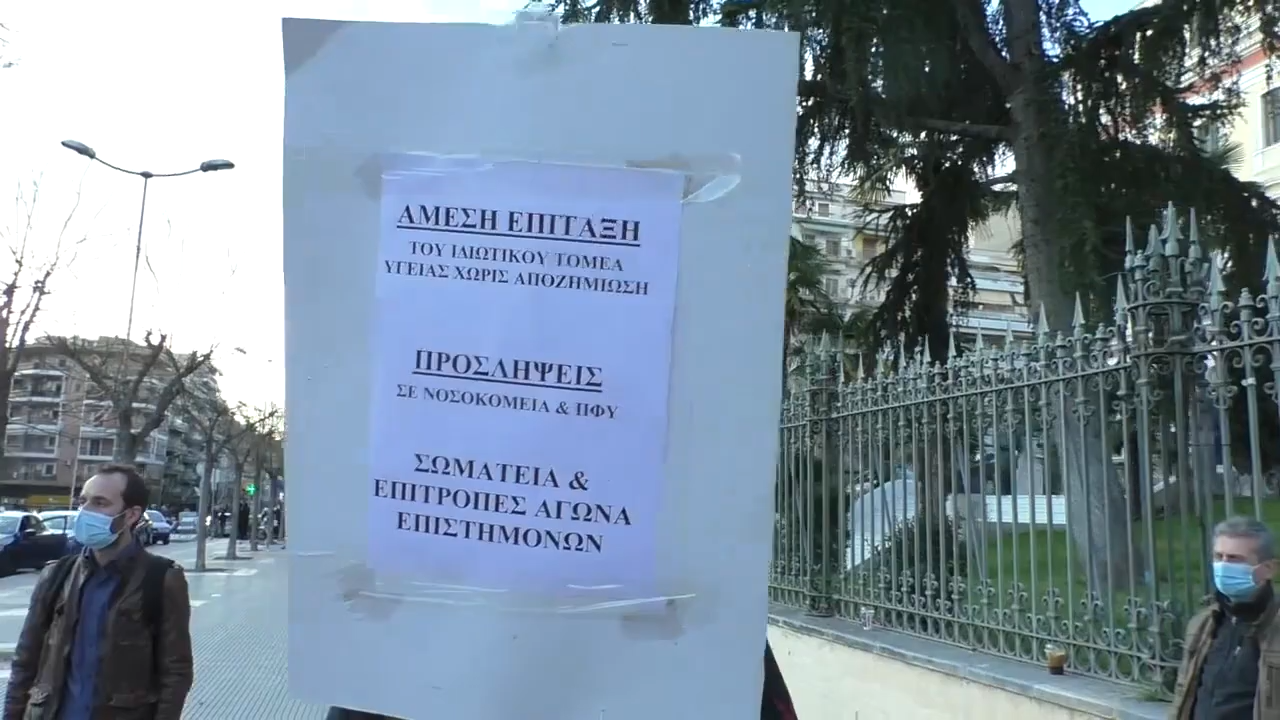 ΑΜΕΣΗ ΕΠΙΤΑΞΗ
ΤΟΥ ΙΔΙΩΤΙΚΟΥ ΤΟΜΕΑ
ΥΓΕΙΑΣ ΧΩΡΙΣ ΑΠΟΖΗΜΙΩΣΗ
ΠΡΟΣΛΗΨΕΙΣ
ΣΕ ΝΟΣΟΚΟΜΕΙΑ & ΠΦΥ
ΣΩΜΑΤΕΙΑ &
ΕΠΙΤΡΟΠΕΣ ΑΓΩΝΑ
ΕΠΙΣΤΗΜΟΝΩΝ